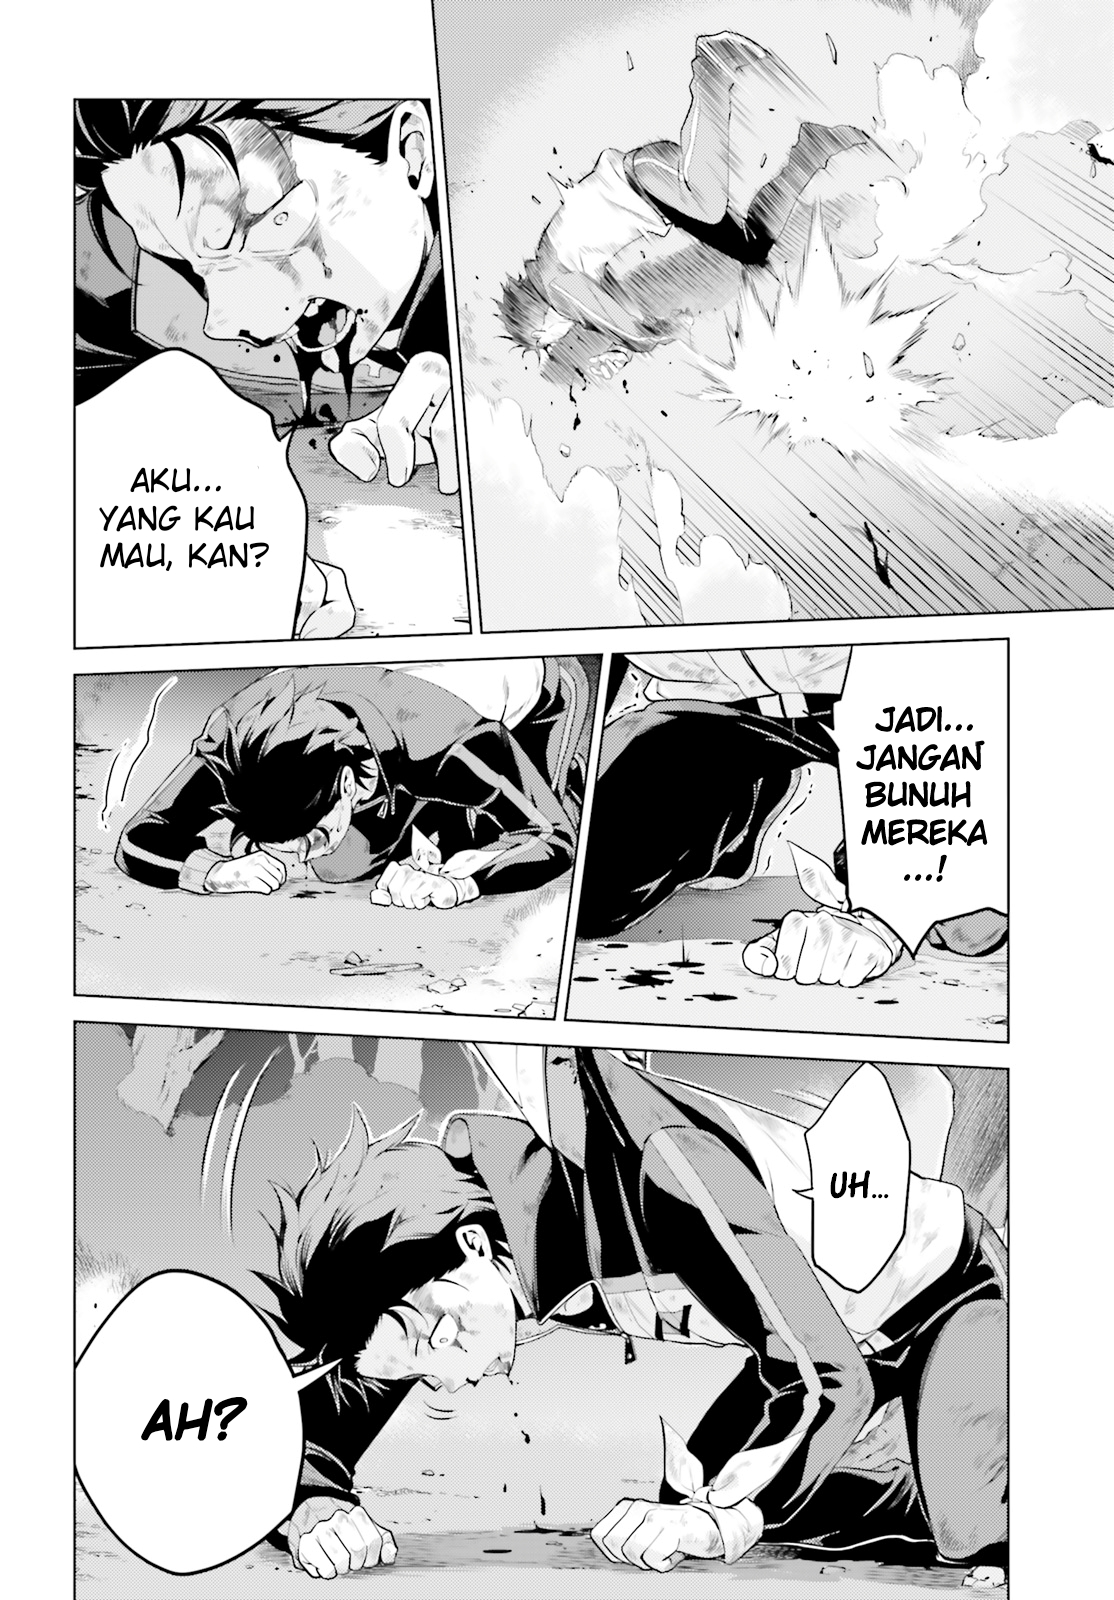 AKU...
YANG KAU
MAU, KAN?
JADI...
JANGAN
BUNUH
MEREKA
...!
UH...
AH?